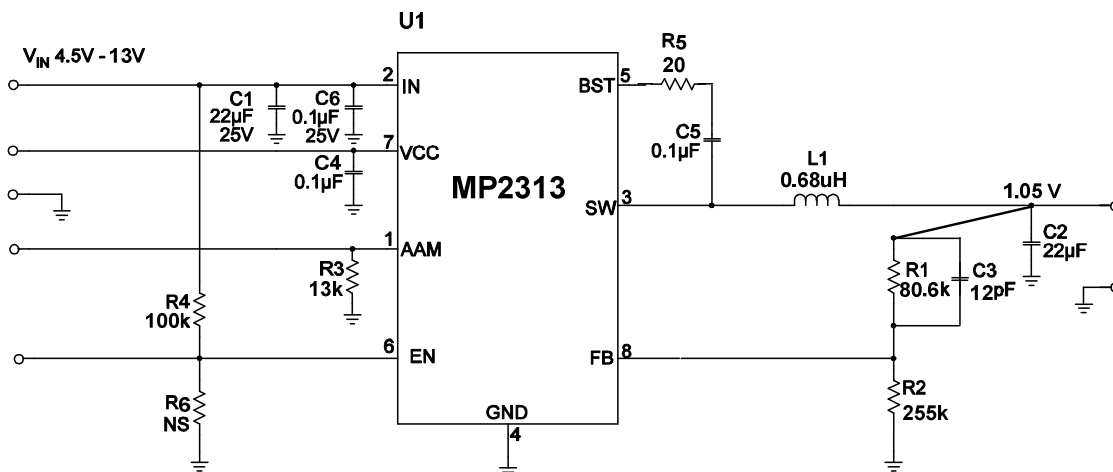 U1
V_IN 4.5V - 13V
R5
20
2
IN
BST
5
C1
22µF
25V
C6
0.1µF
25V
C5
0.1µF
7
VCC
C4
0.1µF
L1
0.68uH
MP2313
1.05 V
SW
3
1
AAM
C2
22µF
R3
13k
R1
80.6k
C3
12pF
R4
100k
6
EN
FB
8
R2
255k
R6
NS
GND
4